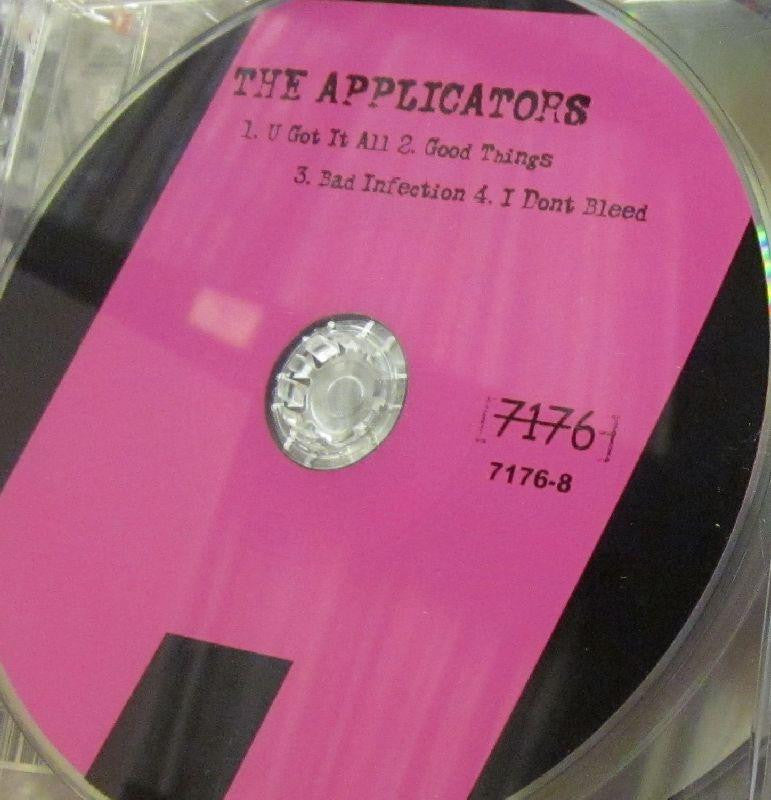 THE APPLICATORS
1. U Got It All 2. Good Things
3. Bad Infection 4. I Dont Bleed
[7176]
7176-8